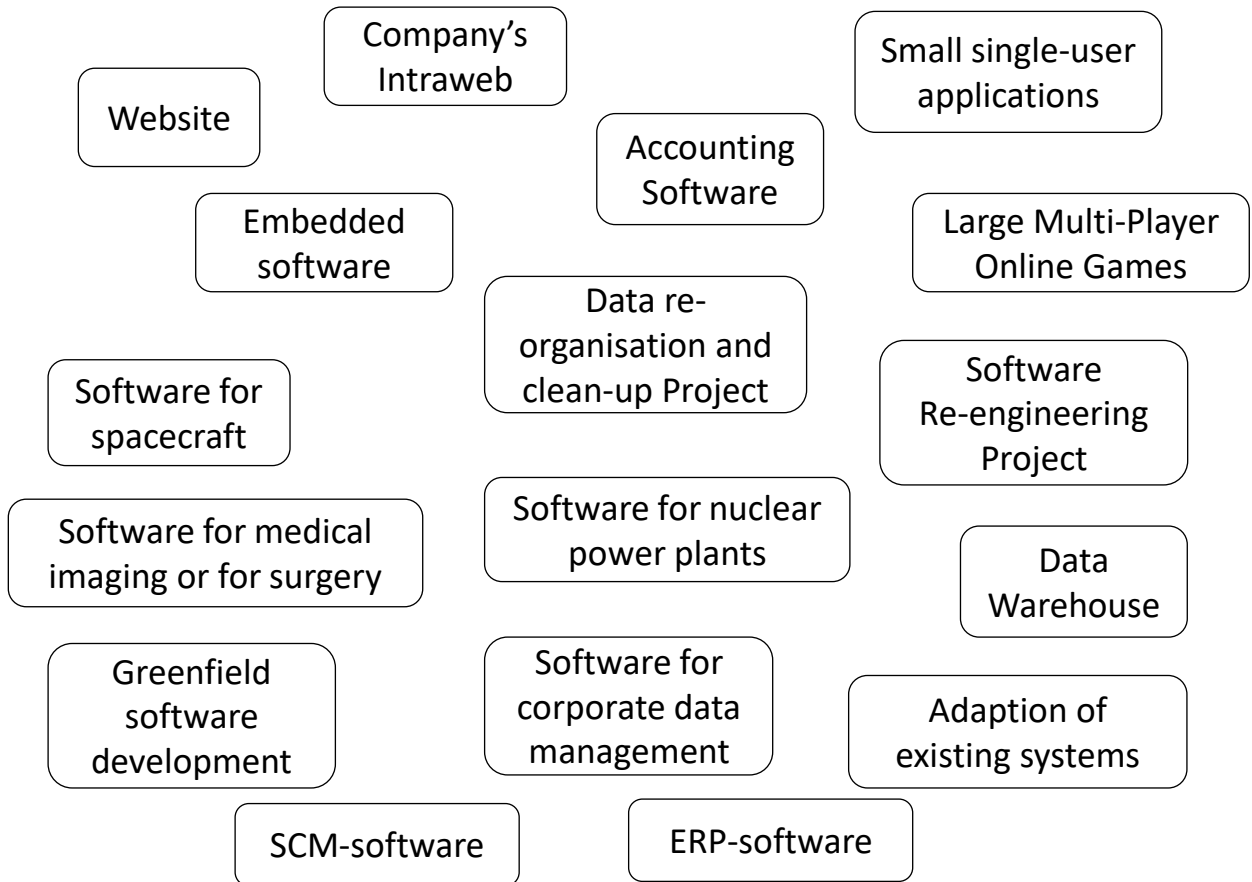 Company’s
Intraweb
Small single-user
applications
Website
Accounting
Software
Embedded
software
Large Multi-Player
Online Games
Data re-
organisation and
clean-up Project
Software
Re-engineering
Project
Software for
spacecraft
Software for medical
imaging or for surgery
Software for nuclear
power plants
Data
Warehouse
Greenfield
software
development
Software for
corporate data
management
Adaption of
existing systems
SCM-software
ERP-software